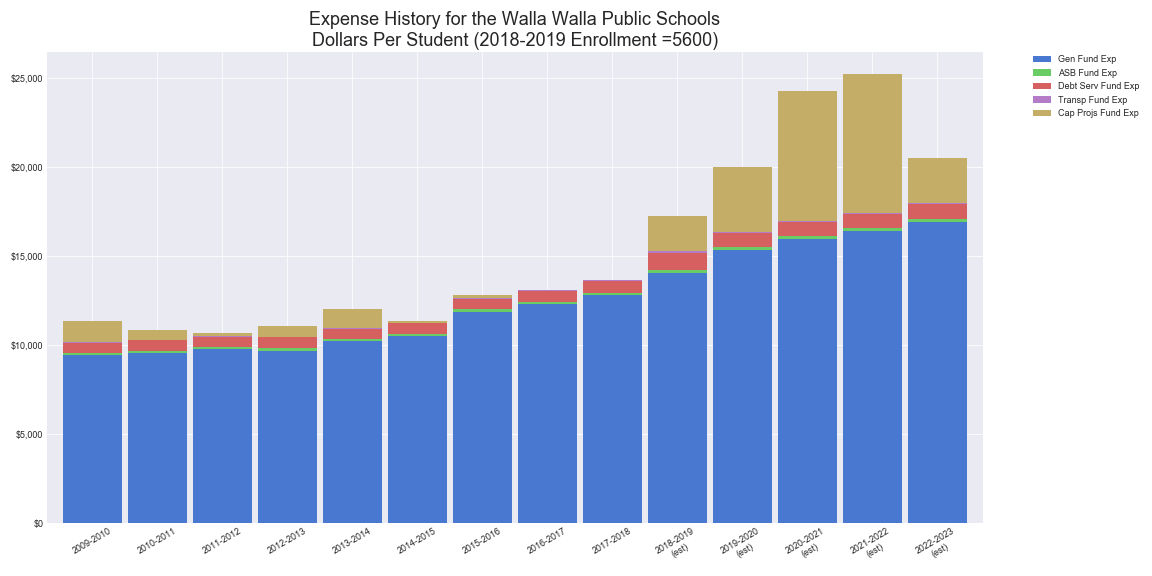 Expense History for the Walla Walla Public Schools
Dollars Per Student (2018-2019 Enrollment =5600)
Gen Fund Exp
ASB Fund Exp
Debt Serv Fund Exp
Transp Fund Exp
Cap Projs Fund Exp
$25,000
$20,000
$15,000
$10,000
$5,000
$0
2009-2010
2010-2011
2011-2012
2012-2013
2013-2014
2014-2015
2015-2016
2016-2017
2017-2018
2018-2019
(est)
2019-2020
(est)
2020-2021
(est)
2021-2022
(est)
2022-2023
(est)